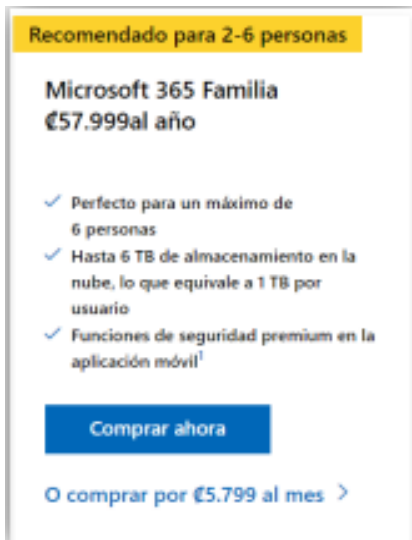 Recomendado para 2-6 personas
Microsoft 365 Familia
₡57.999al año
✓ Perfecto para un máximo de
6 personas
✓ Hasta 6 TB de almacenamiento en la
nube, lo que equivale a 1 TB por
usuario
✓ Funciones de seguridad premium en la
aplicación móvil¹
Comprar ahora
O comprar por ₡5.799 al mes >